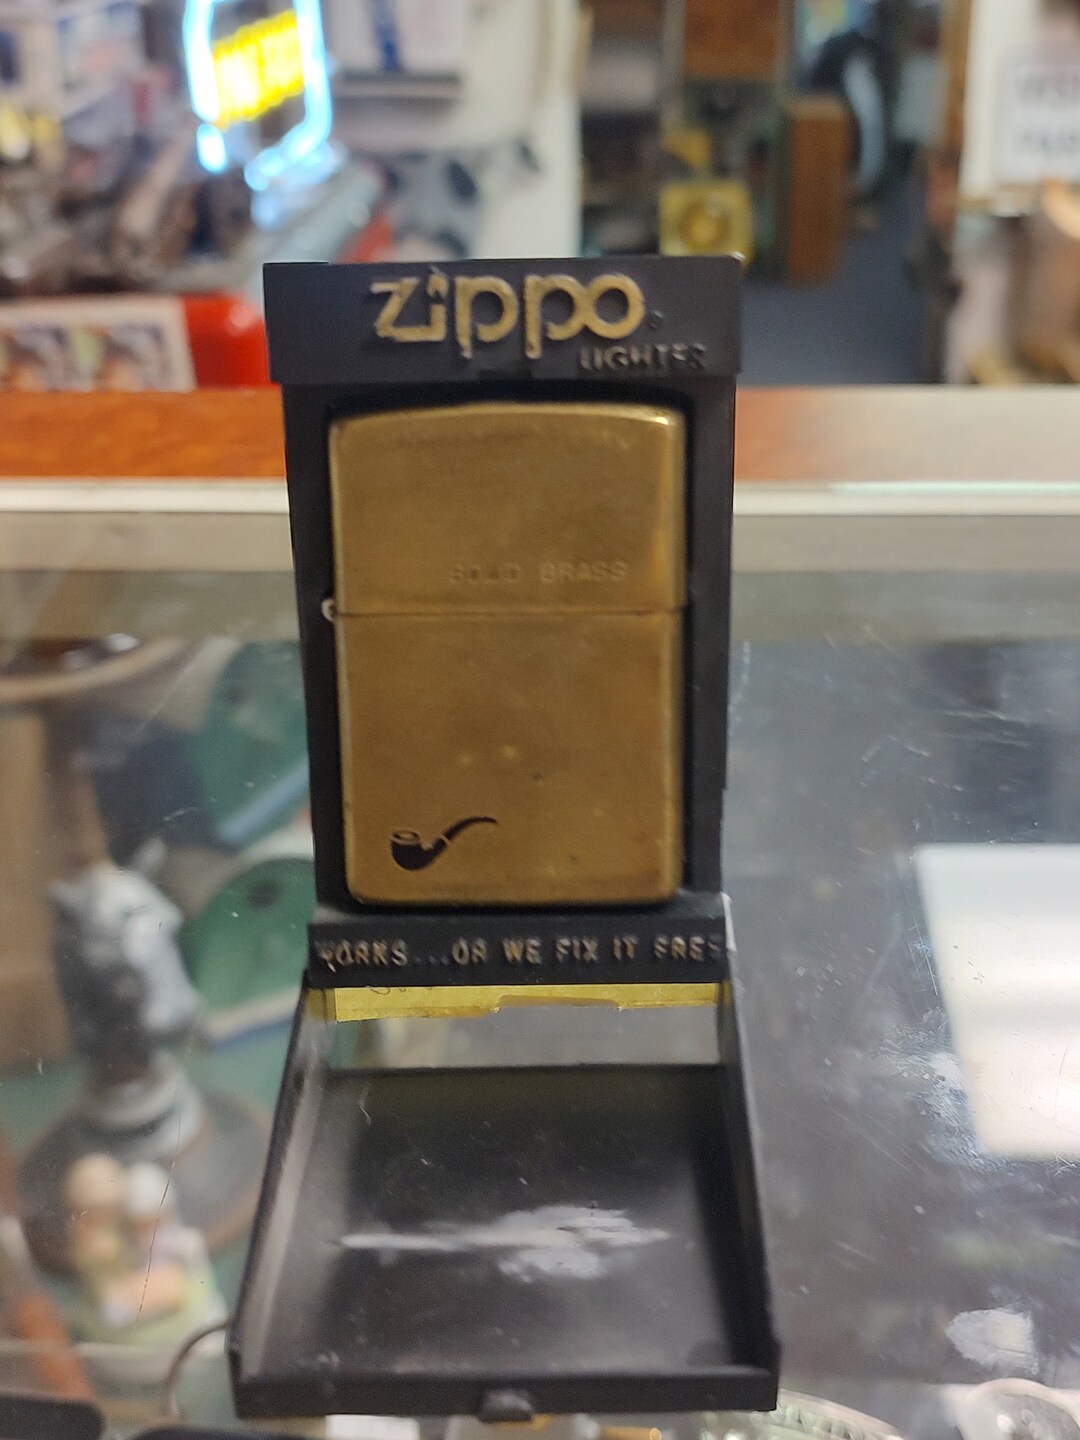 zippo
LIGHTER
SOLID BRASS
WORKS...OR WE FIX IT FREE